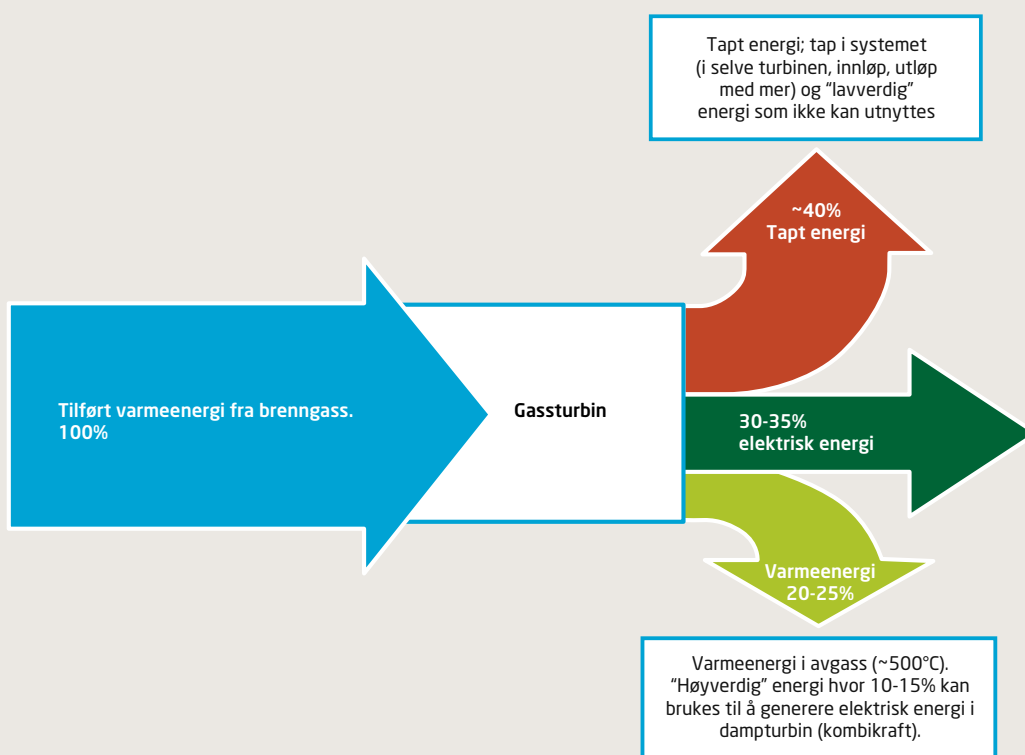 Tapt energi; tap i systemet
(i selve turbinen, innløp, utløp
med mer) og “lavverdig”
energi som ikke kan utnyttes
~40%
Tapt energi
Tilført varmeenergi fra brenngass.
100%
Gassturbin
30-35%
elektrisk energi
Varmeenergi
20-25%
Varmeenergi i avgass (~500°C).
“Høyverdig” energi hvor 10-15% kan
brukes til å generere elektrisk energi i
dampturbin (kombikraft).